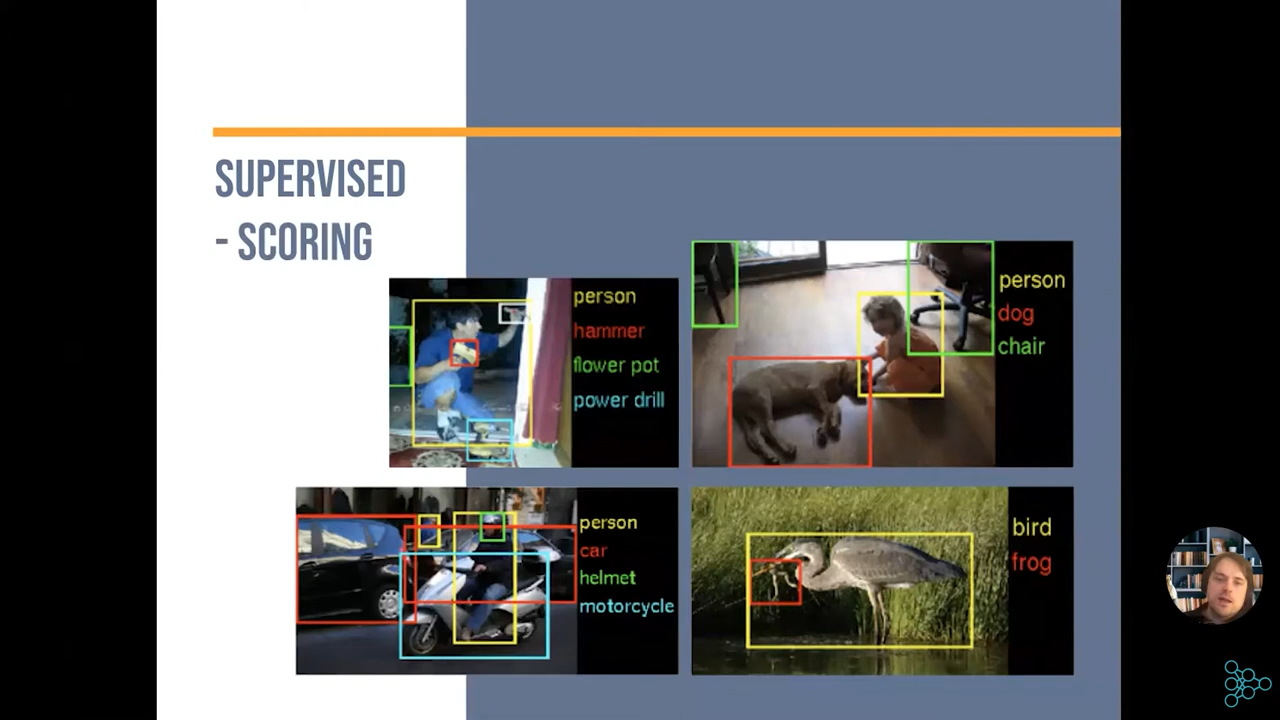 SUPERVISED
- SCORING
person
hammer
flower pot
power drill
person
dog
chair
person
car
helmet
motorcycle
bird
frog